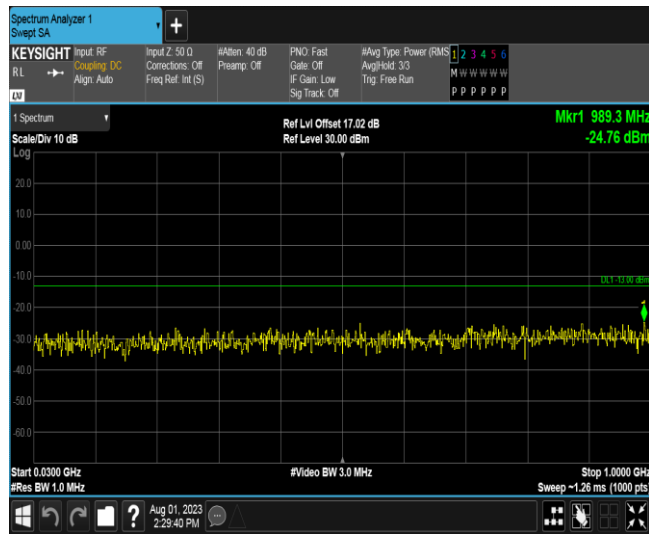 Spectrum Analyzer 1
Swept SA
+
KEYSIGHT
RL
LXI
Input: RF
Coupling: DC
Align: Auto
Input Z: 50 Ω
Corrections: Off
Freq Ref: Int (S)
#Atten: 40 dB
Preamp: Off
PNO: Fast
Gate: Off
IF Gain: Low
Sig Track: Off
#Avg Type: Power (RMS
Avg|Hold: 3/3
Trig: Free Run
1 2 3 4 5 6
M W W W W W
P P P P P P
1 Spectrum
Scale/Div 10 dB
Log
Ref Lvl Offset 17.02 dB
Ref Level 30.00 dBm
Mkr1 989.3 MHz
-24.76 dBm
20.0
10.0
0.00
-10.0
DL1 -13.00 dBm
-20.0
-30.0
-40.0
-50.0
-60.0
Start 0.0300 GHz
#Res BW 1.0 MHz
#Video BW 3.0 MHz
Stop 1.0000 GHz
Sweep ~1.26 ms (1000 pts)
?
Aug 01, 2023
2:29:40 PM